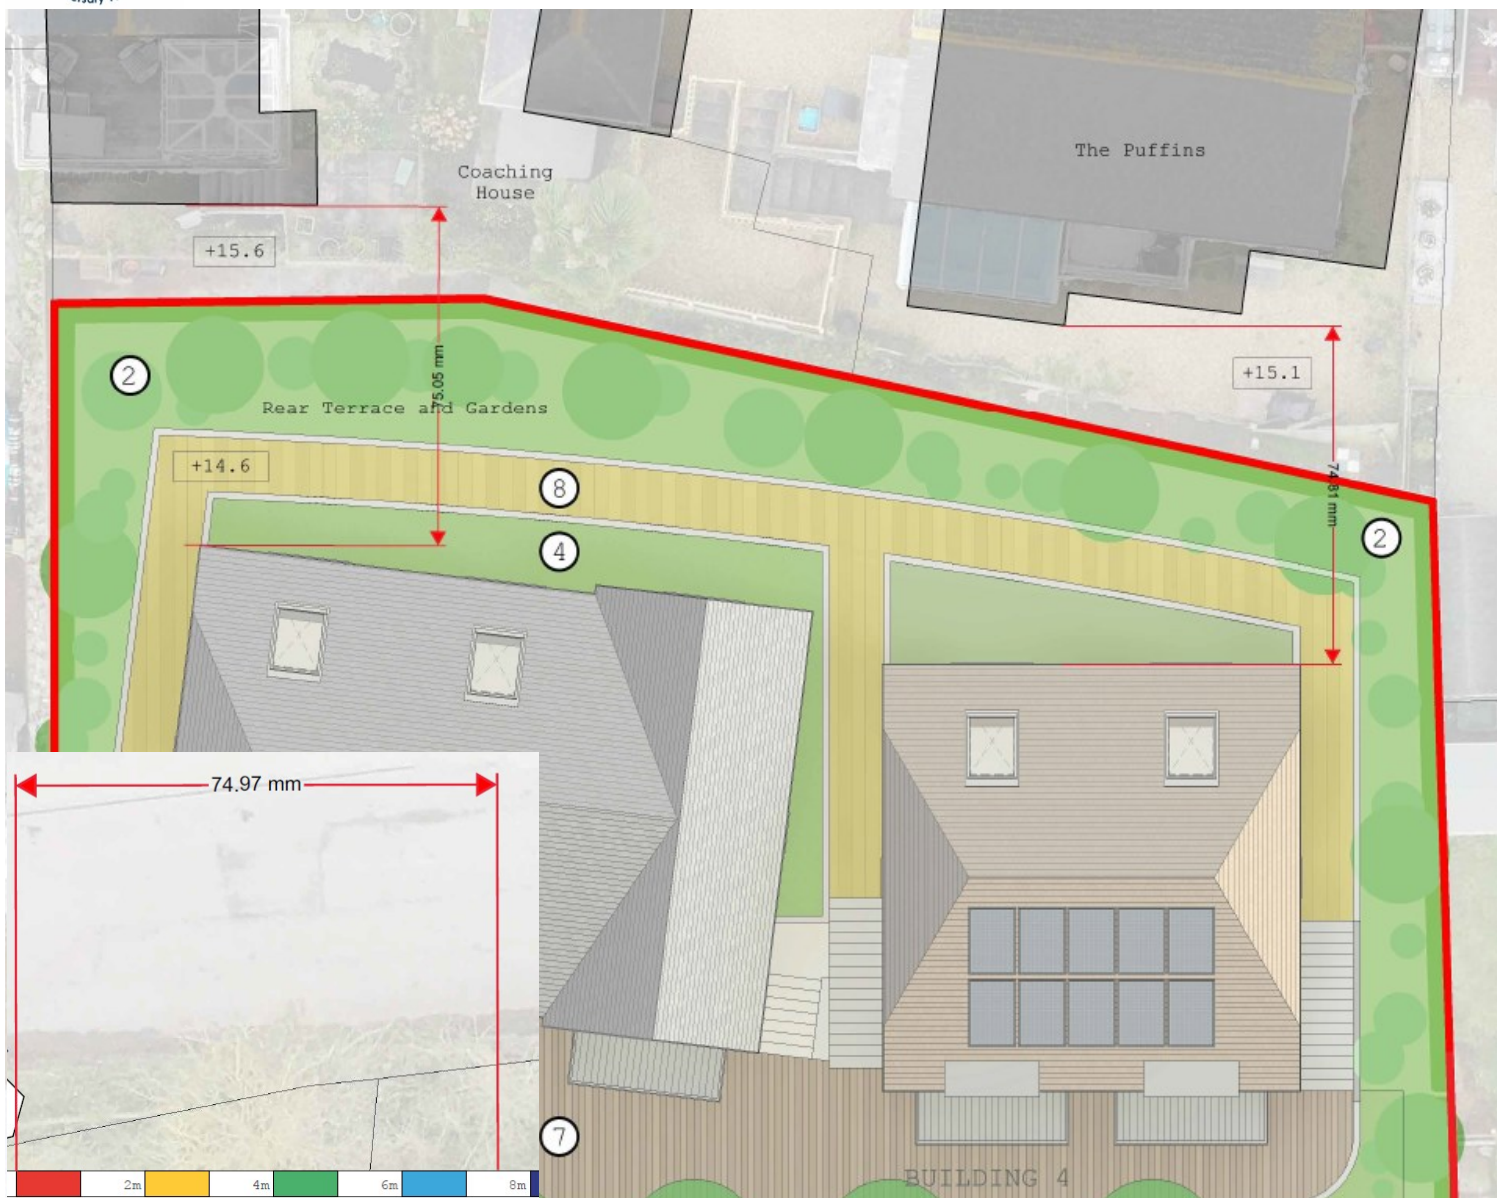 The Puffins
Coaching
House
+15.6
75.05 mm
+15.1
2
Rear Terrace and Gardens
+14.6
8
74.81 mm
2
4
74.97 mm
7
BUILDING 4
2m
4m
6m
8m